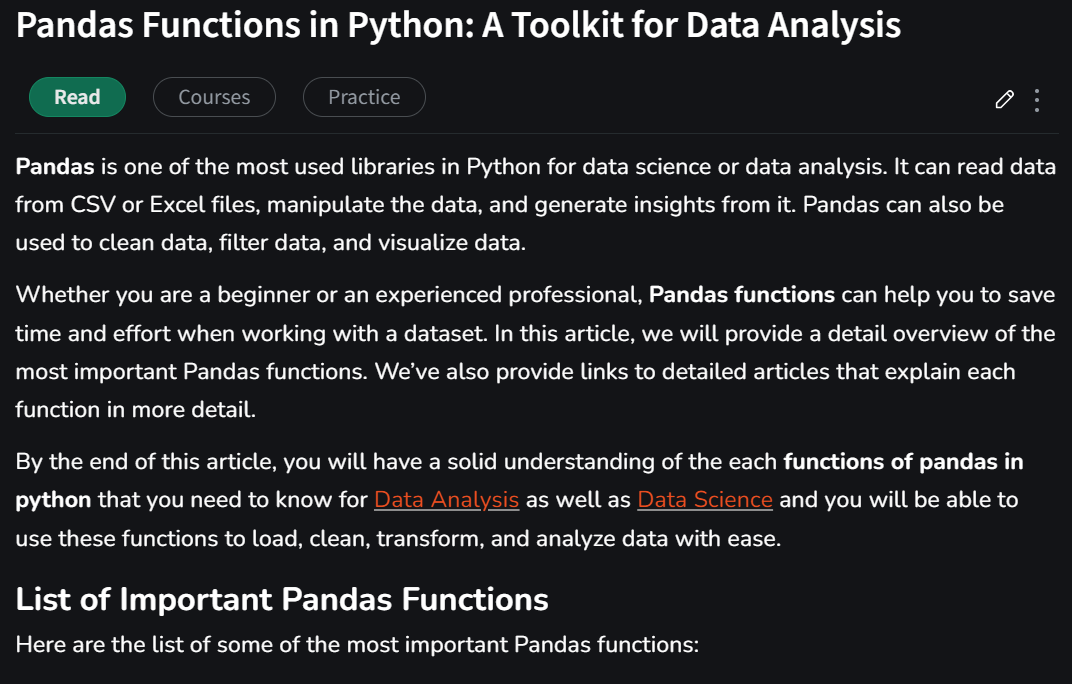 Pandas Functions in Python: A Toolkit for Data Analysis
Read
Courses
Practice
Pandas is one of the most used libraries in Python for data science or data analysis. It can read data
from CSV or Excel files, manipulate the data, and generate insights from it. Pandas can also be
used to clean data, filter data, and visualize data.
Whether you are a beginner or an experienced professional, Pandas functions can help you to save
time and effort when working with a dataset. In this article, we will provide a detail overview of the
most important Pandas functions. We’ve also provide links to detailed articles that explain each
function in more detail.
By the end of this article, you will have a solid understanding of the each functions of pandas in
python that you need to know for Data Analysis as well as Data Science and you will be able to
use these functions to load, clean, transform, and analyze data with ease.
List of Important Pandas Functions
Here are the list of some of the most important Pandas functions: